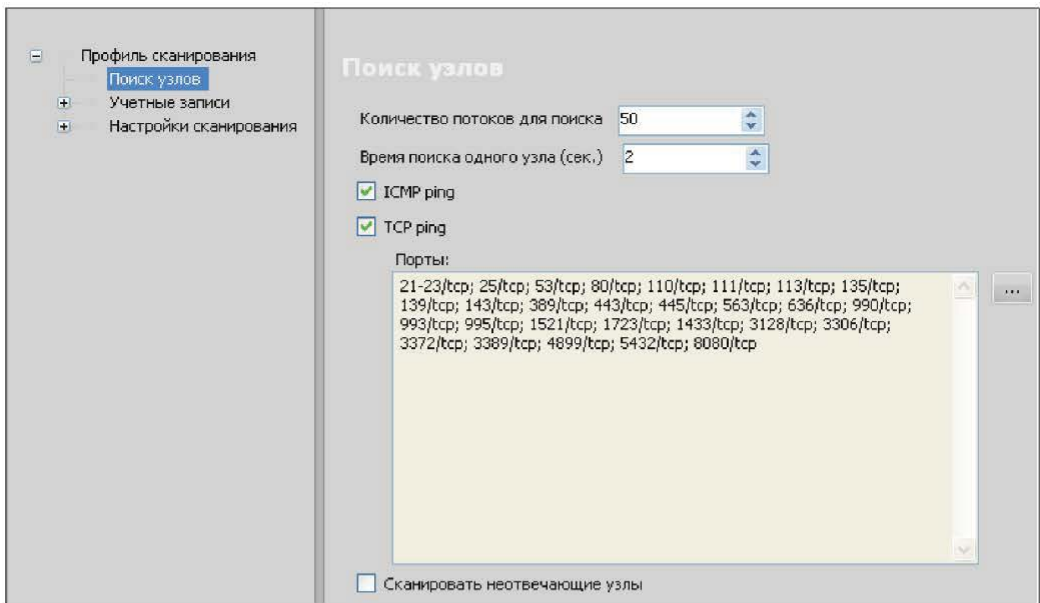 Профиль сканирования
Поиск узлов
Учетные записи
Настройки сканирования
Поиск узлов
Количество потоков для поиска 50
Время поиска одного узла (сек.) 2
ICMP ping
TCP ping
Порты:
21-23/tcp; 25/tcp; 53/tcp; 80/tcp; 110/tcp; 111/tcp; 113/tcp; 135/tcp;
139/tcp; 143/tcp; 389/tcp; 443/tcp; 445/tcp; 563/tcp; 636/tcp; 990/tcp;
993/tcp; 995/tcp; 1521/tcp; 1723/tcp; 1433/tcp; 3128/tcp; 3306/tcp;
3372/tcp; 3389/tcp; 4899/tcp; 5432/tcp; 8080/tcp
...
Сканировать неотвечающие узлы